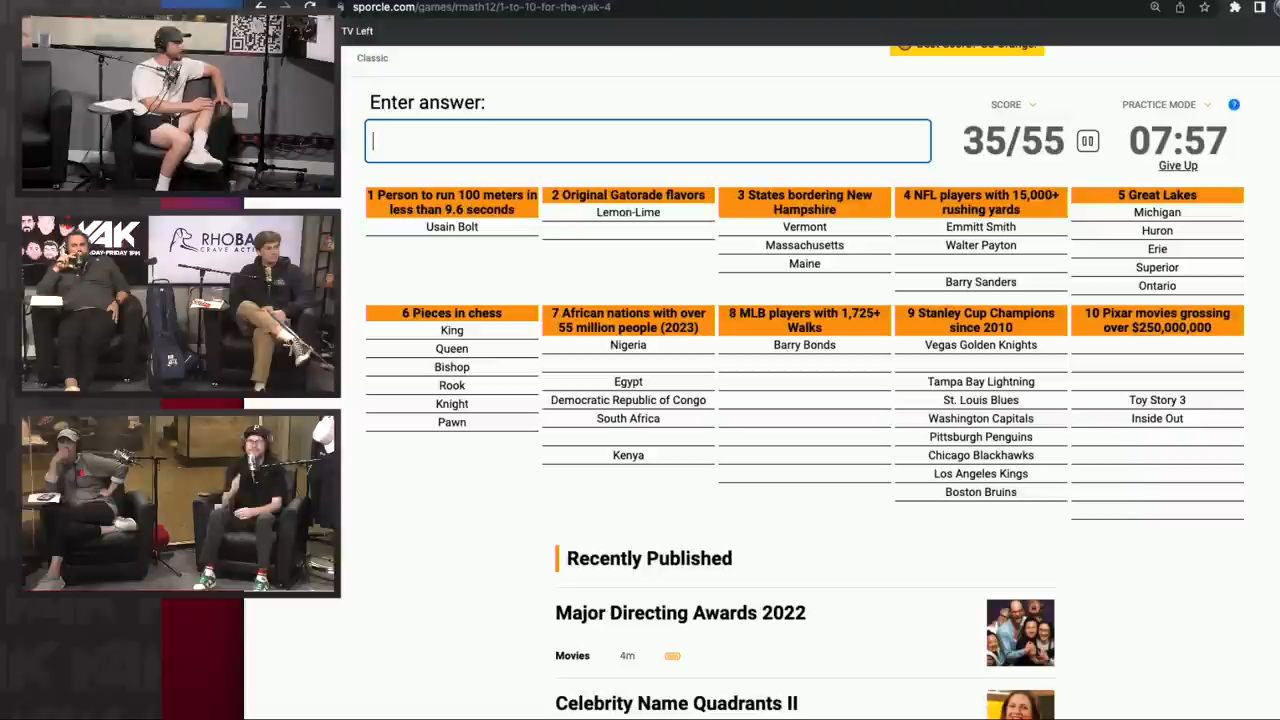 sporcle.com/games/rmath12/1-to-10-for-the-yak-4
TV Left
Classic
Enter answer:
SCORE
PRACTICE MODE
?
35/55
07:57
Give Up
1 Person to run 100 meters in less than 9.6 seconds
Usain Bolt
2 Original Gatorade flavors
Lemon-Lime
3 States bordering New Hampshire
Vermont
Massachusetts
Maine
4 NFL players with 15,000+ rushing yards
Emmitt Smith
Walter Payton
Barry Sanders
5 Great Lakes
Michigan
Huron
Erie
Superior
Ontario
6 Pieces in chess
King
Queen
Bishop
Rook
Knight
Pawn
7 African nations with over 55 million people (2023)
Nigeria
Egypt
Democratic Republic of Congo
South Africa
Kenya
8 MLB players with 1,725+ Walks
Barry Bonds
9 Stanley Cup Champions since 2010
Vegas Golden Knights
Tampa Bay Lightning
St. Louis Blues
Washington Capitals
Pittsburgh Penguins
Chicago Blackhawks
Los Angeles Kings
Boston Bruins
10 Pixar movies grossing over $250,000,000
Toy Story 3
Inside Out
Recently Published
Major Directing Awards 2022
Movies
4m
Celebrity Name Quadrants II
YAK